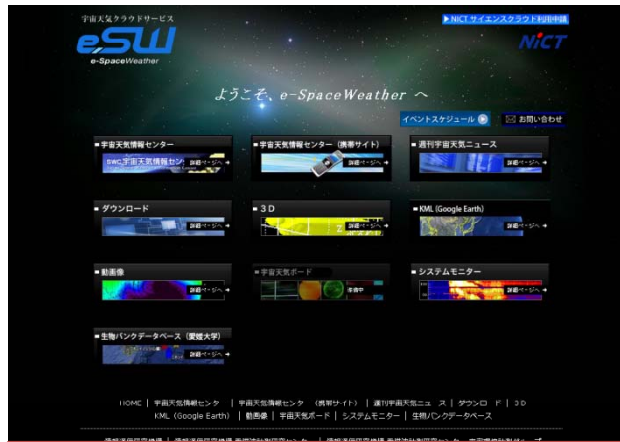 宇宙天気クラウドサービス
▶NICT サイエンスクラウド利用申請
eSW
NICT
e-SpaceWeather
ようこそ、e-SpaceWeather へ
イベントスケジュール
お問い合わせ
宇宙天気情報センター
宇宙天気情報センター（携帯サイト）
週刊宇宙天気ニュース
SWC宇宙天気情報セン
詳細ページへ
詳細ページへ
詳細ページへ
ダウンロード
3D
KML (Google Earth)
詳細ページへ
詳細ページへ
詳細ページへ
動画像
宇宙天気ボード
システムモニター
詳細ページへ
準備中
詳細ページへ
生物バンクデータベース（愛媛大学）
詳細ページへ
HOME | 宇宙天気情報センター | 宇宙天気情報センター（携帯サイト） | 週刊宇宙天気ニュース | ダウンロード | 3D
KML (Google Earth) | 動画像 | 宇宙天気ボード | システムモニター | 生物バンクデータベース